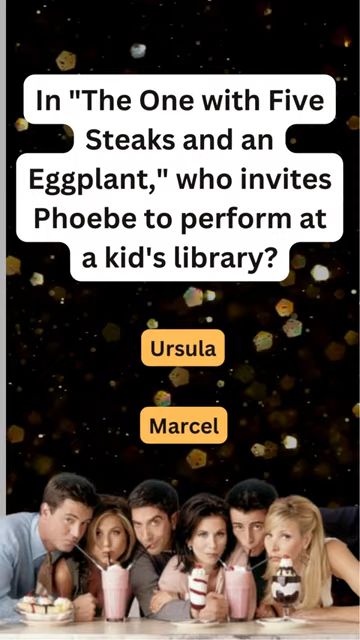 In "The One with Five
Steaks and an
Eggplant," who invites
Phoebe to perform at
a kid's library?
Ursula
Marcel